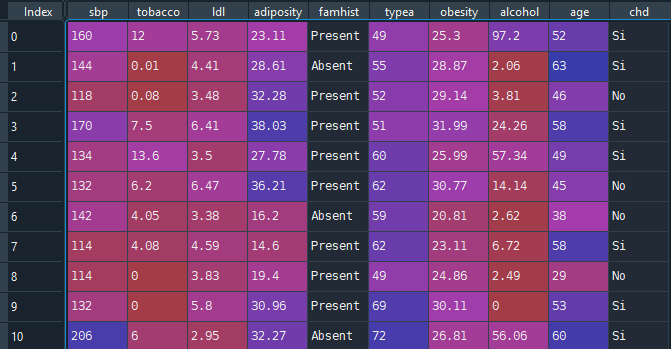 Index sbp tobacco ldl adiposity famhist typea obesity alcohol age chd
0 160 12 5.73 23.11 Present 49 25.3 97.2 52 Si
1 144 0.01 4.41 28.61 Absent 55 28.87 2.06 63 Si
2 118 0.08 3.48 32.28 Present 52 29.14 3.81 46 No
3 170 7.5 6.41 38.03 Present 51 31.99 24.26 58 Si
4 134 13.6 3.5 27.78 Present 60 25.99 57.34 49 Si
5 132 6.2 6.47 36.21 Present 62 30.77 14.14 45 No
6 142 4.05 3.38 16.2 Absent 59 20.81 2.62 38 No
7 114 4.08 4.59 14.6 Present 62 23.11 6.72 58 Si
8 114 0 3.83 19.4 Present 49 24.86 2.49 29 No
9 132 0 5.8 30.96 Present 69 30.11 0 53 Si
10 206 6 2.95 32.27 Absent 72 26.81 56.06 60 Si